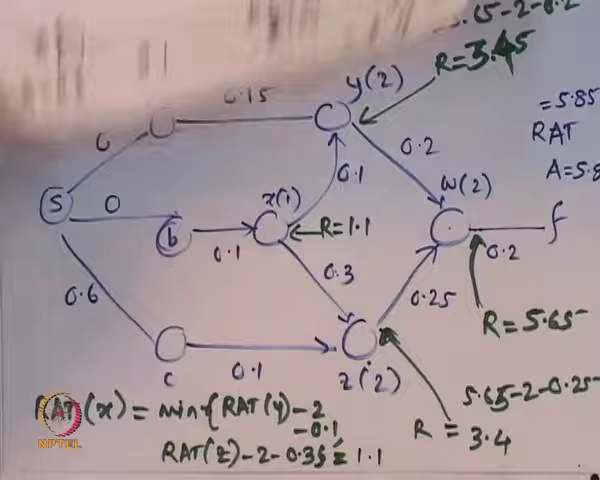 5.65-2-0.2
R=3.45
y(2)
0.15
=5.85
RAT
A=5.8
0
0.2
0.1
w(2)
S
0
x(1)
b
R=1.1
f
0.1
0.2
0.3
0.6
0.25
R=5.65
c
0.1
z(2)
5.65-2-0.25
R=3.4
RAT(x) = min{RAT(y)-2
-0.1
RAT(z)-2-0.3} = 1.1
NPTEL